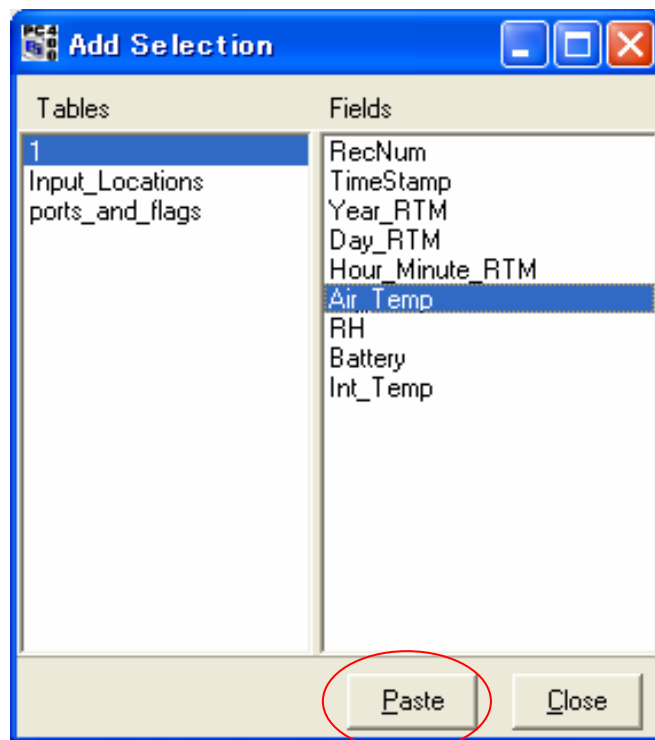 PC4
00
Add Selection
Tables
Fields
1
Input_Locations
ports_and_flags
RecNum
TimeStamp
Year_RTM
Day_RTM
Hour_Minute_RTM
Air_Temp
RH
Battery
Int_Temp
Paste
Close